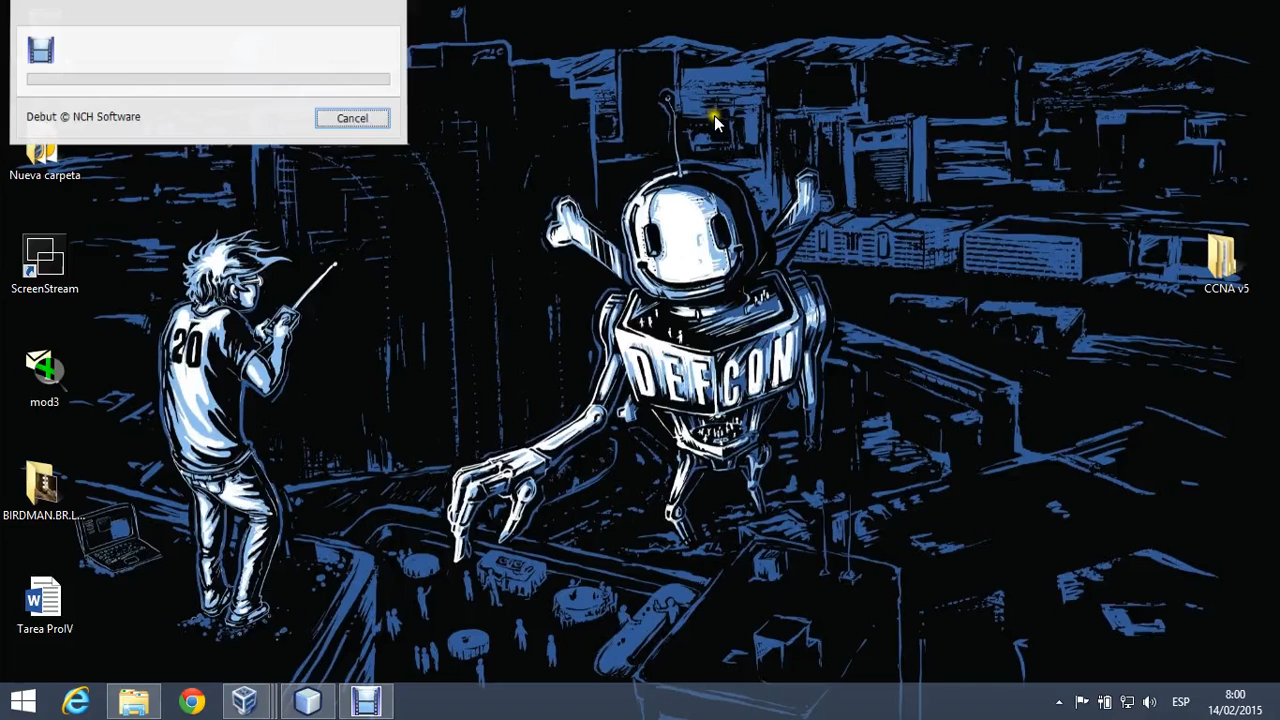 Debut © NCH Software
Cancel
Nueva carpeta
ScreenStream
mod3
BIRDMAN.BR.L...
Tarea ProIV
CCNA v5
20
DEFCON
ESP
8:00
14/02/2015